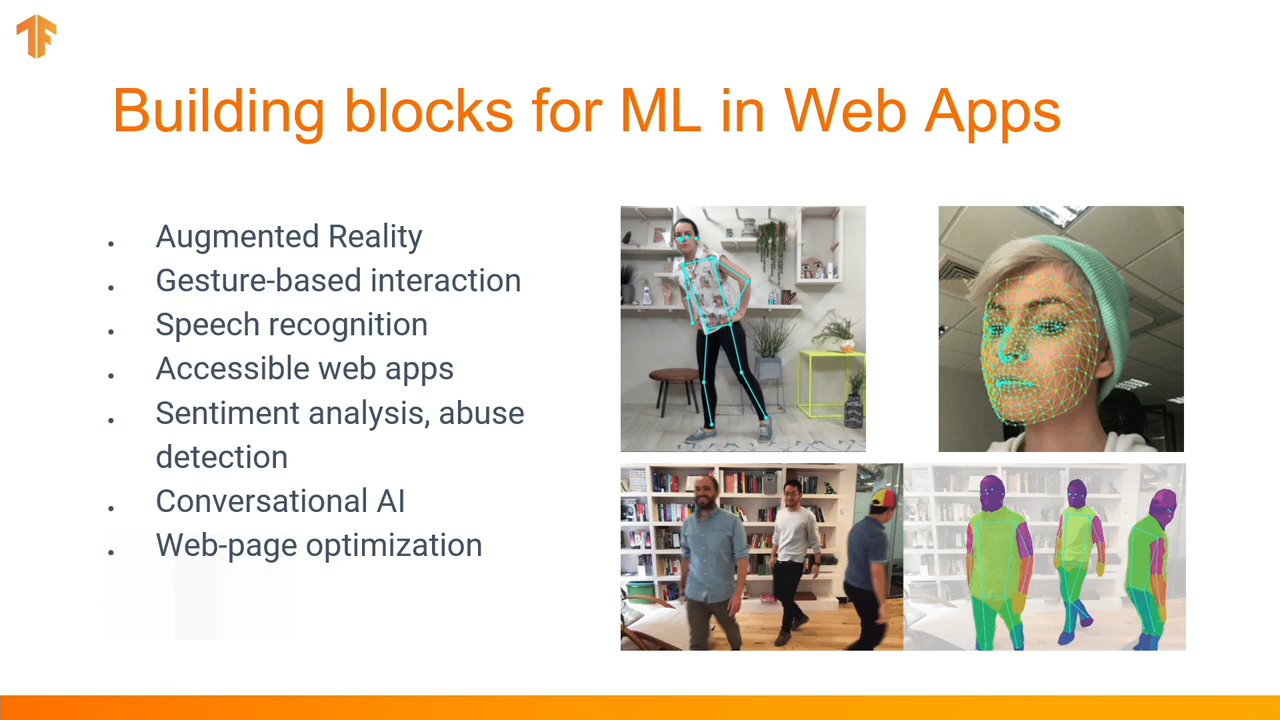 Building blocks for ML in Web Apps
Augmented Reality
Gesture-based interaction
Speech recognition
Accessible web apps
Sentiment analysis, abuse
detection
Conversational AI
Web-page optimization